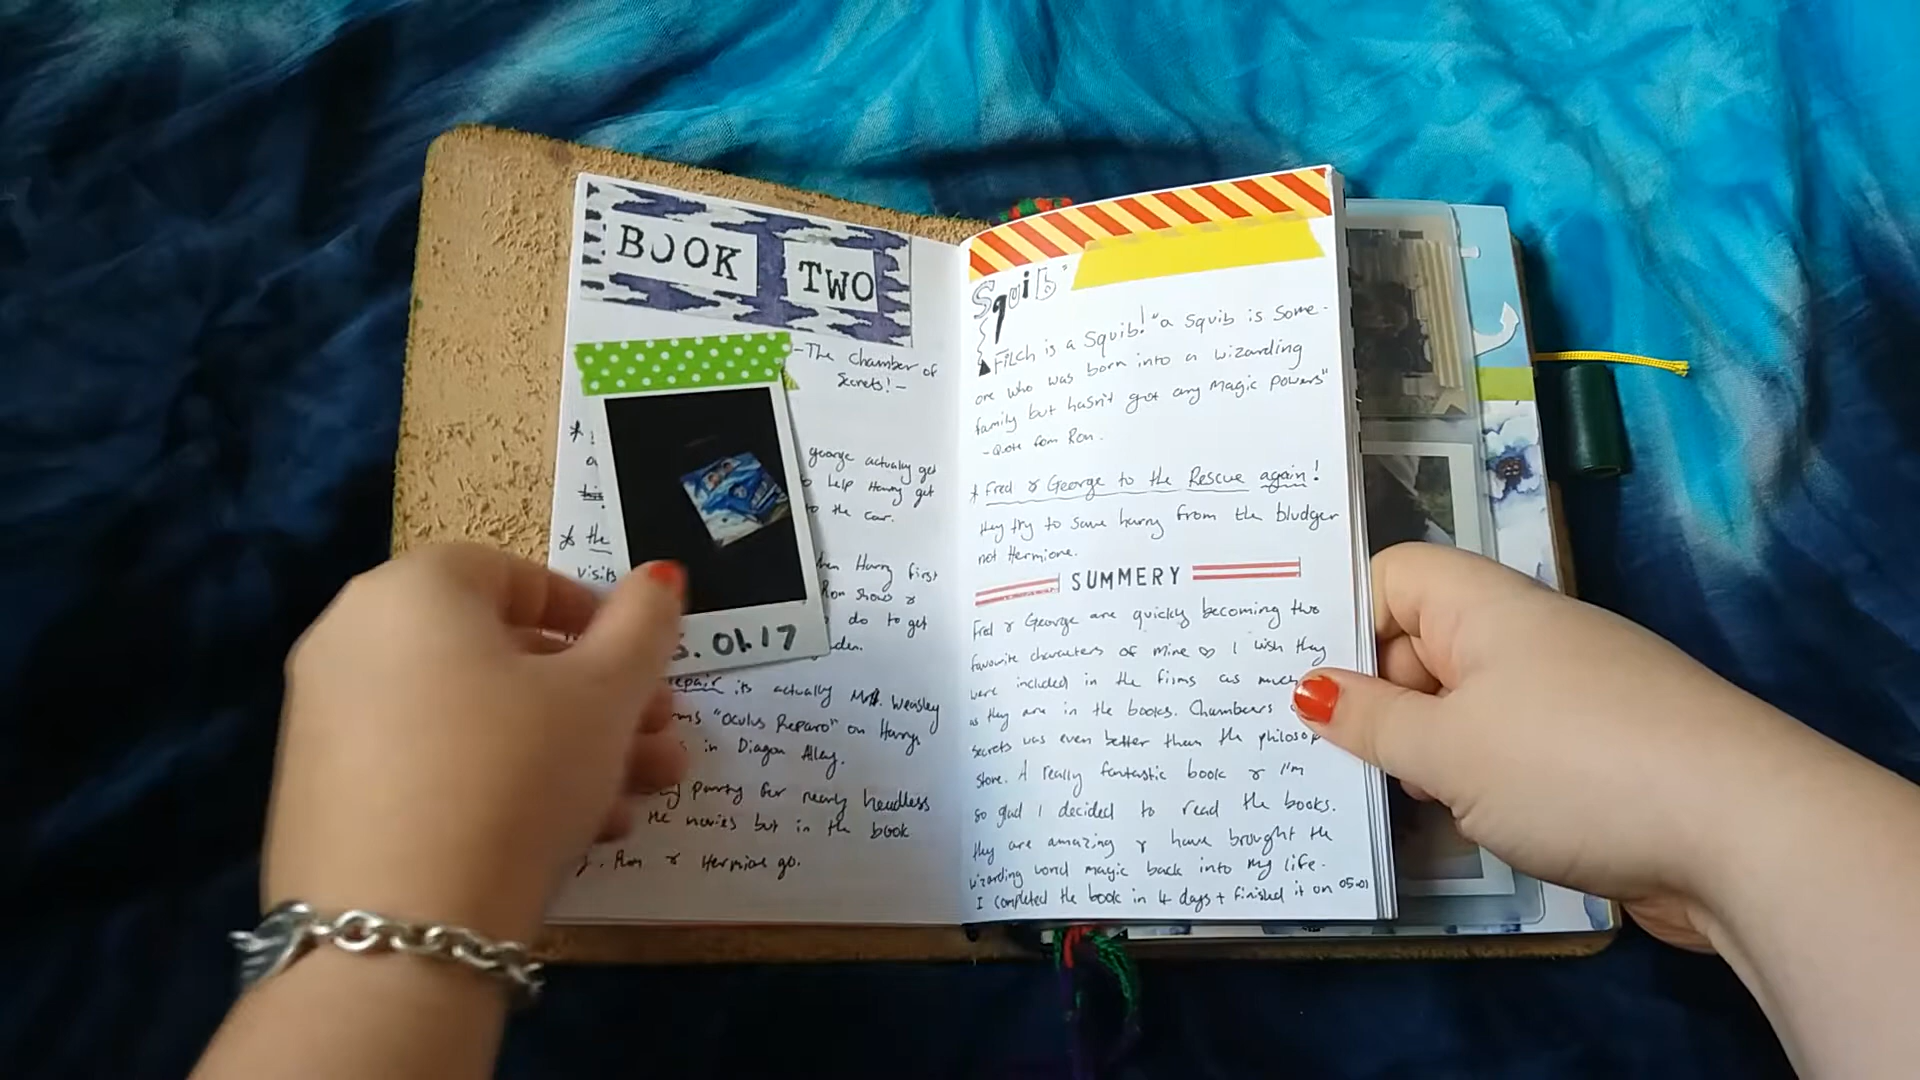 BOOK TWO
-The Chamber of
Secrets!-
george actually get
help Harry get
to the car.
the
visits
when Harry first
Ron show &
do to get
5.01.17
repair its actually Mrs. Weasley
"Oculus Reparo" on Harrys
in Diagon Alley.
party for nearly headless
the movies but in the book
Ron & Hermione go.
Squib"
Filch is a Squib! "a Squib is Some-
one who was born into a wizarding
family but hasn't got any Magic Powers"
- Quote from Ron.
* Fred & George to the Rescue again!
they try to save harry from the bludger
not Hermione.
SUMMERY
Fred & George are quickly becoming two
favourite characters of mine ♡ I wish they
were included in the films as much
as they are in the books. Chambers
secrets was even better than the philosop
stone. A really fantastic book & I'm
so glad I decided to read the books.
they are amazing & have brought the
wizarding world magic back into my life.
I completed the book in 4 days + finished it on 05.01